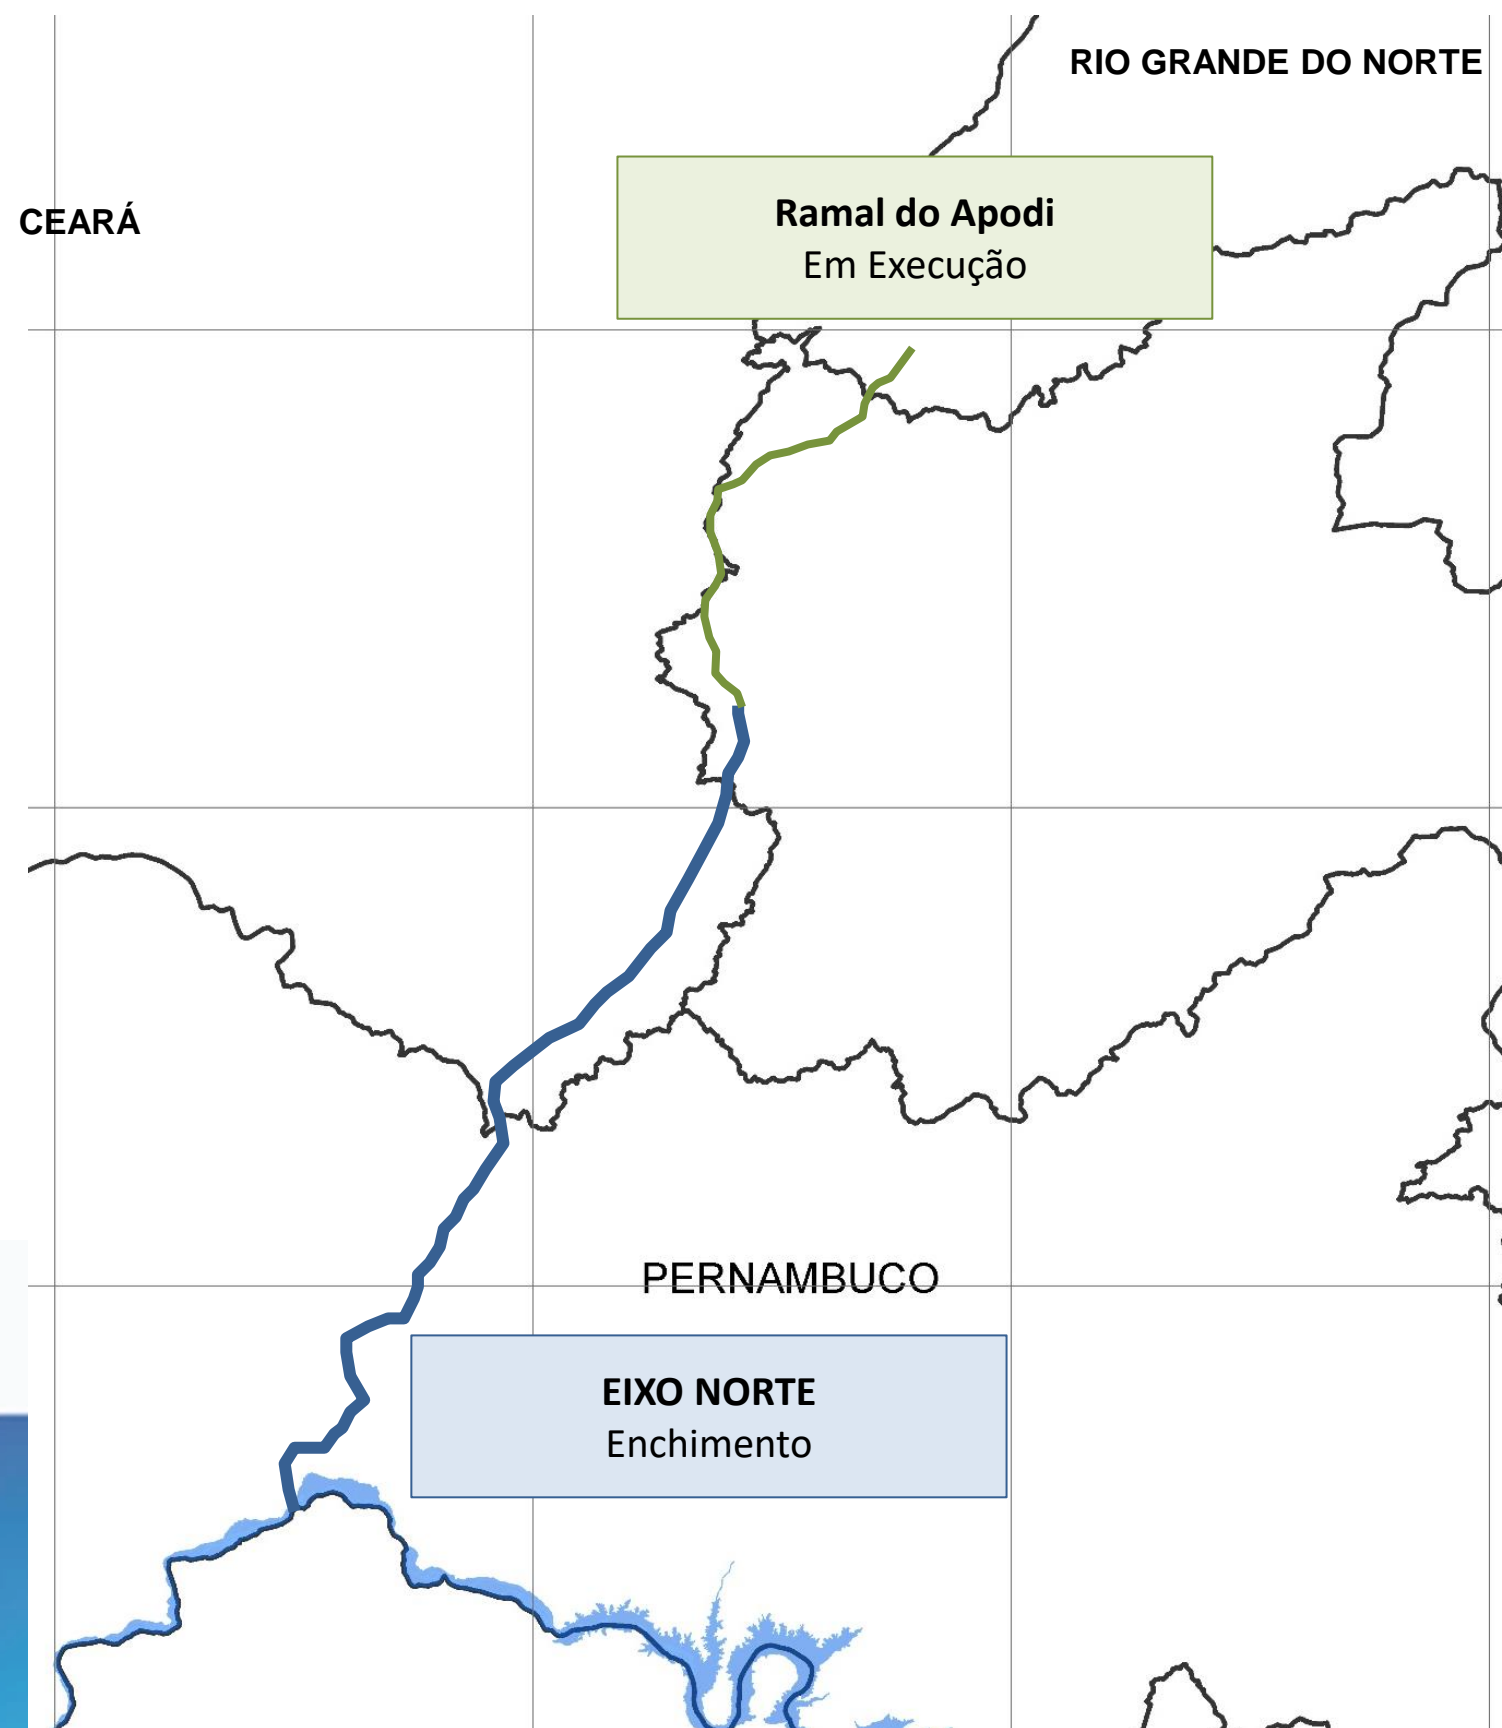 RIO GRANDE DO NORTE
CEARÁ
Ramal do Apodi
Em Execução
PERNAMBUCO
EIXO NORTE
Enchimento